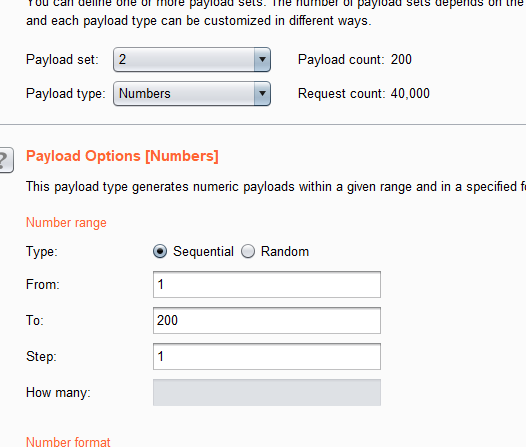 You can define one or more payload sets. The number of payload sets depends on the
and each payload type can be customized in different ways.
Payload set: 2 Payload count: 200
Payload type: Numbers Request count: 40,000
?
Payload Options [Numbers]
This payload type generates numeric payloads within a given range and in a specified
Number range
Type: Sequential Random
From: 1
To: 200
Step: 1
How many:
Number format